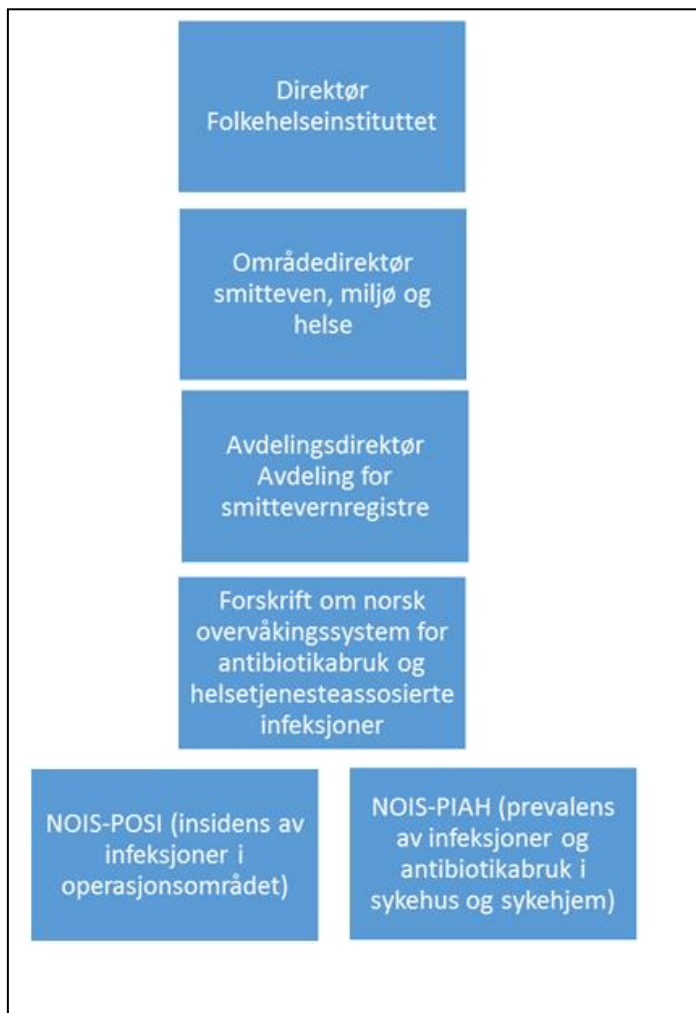 Direktør
Folkehelseinstituttet
Områdedirektør
smitteven, miljø og
helse
Avdelingsdirektør
Avdeling for
smittevernregistre
Forskrift om norsk
overvåkingssystem for
antibiotikabruk og
helsetjenesteassosierte
infeksjoner
NOIS-POSI (insidens av
infeksjoner i
operasjonsområdet)
NOIS-PIAH (prevalens
av infeksjoner og
antibiotikabruk i
sykehus og sykehjem)